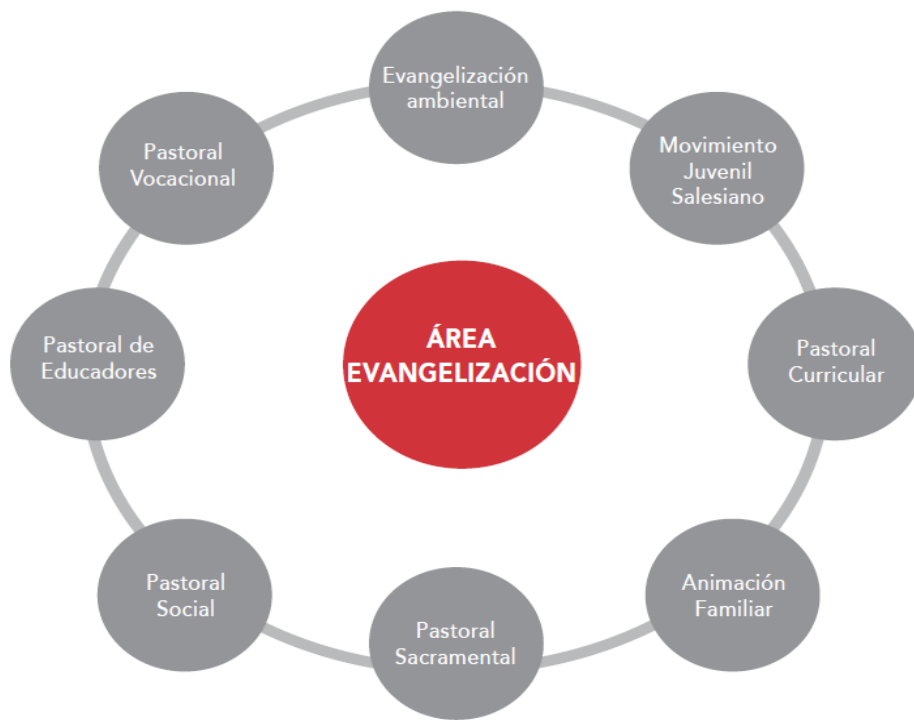 Evangelización
ambiental
Movimiento
Juvenil
Salesiano
Pastoral
Curricular
Animación
Familiar
Pastoral
Sacramental
Pastoral
Social
Pastoral de
Educadores
Pastoral
Vocacional
ÁREA
EVANGELIZACIÓN